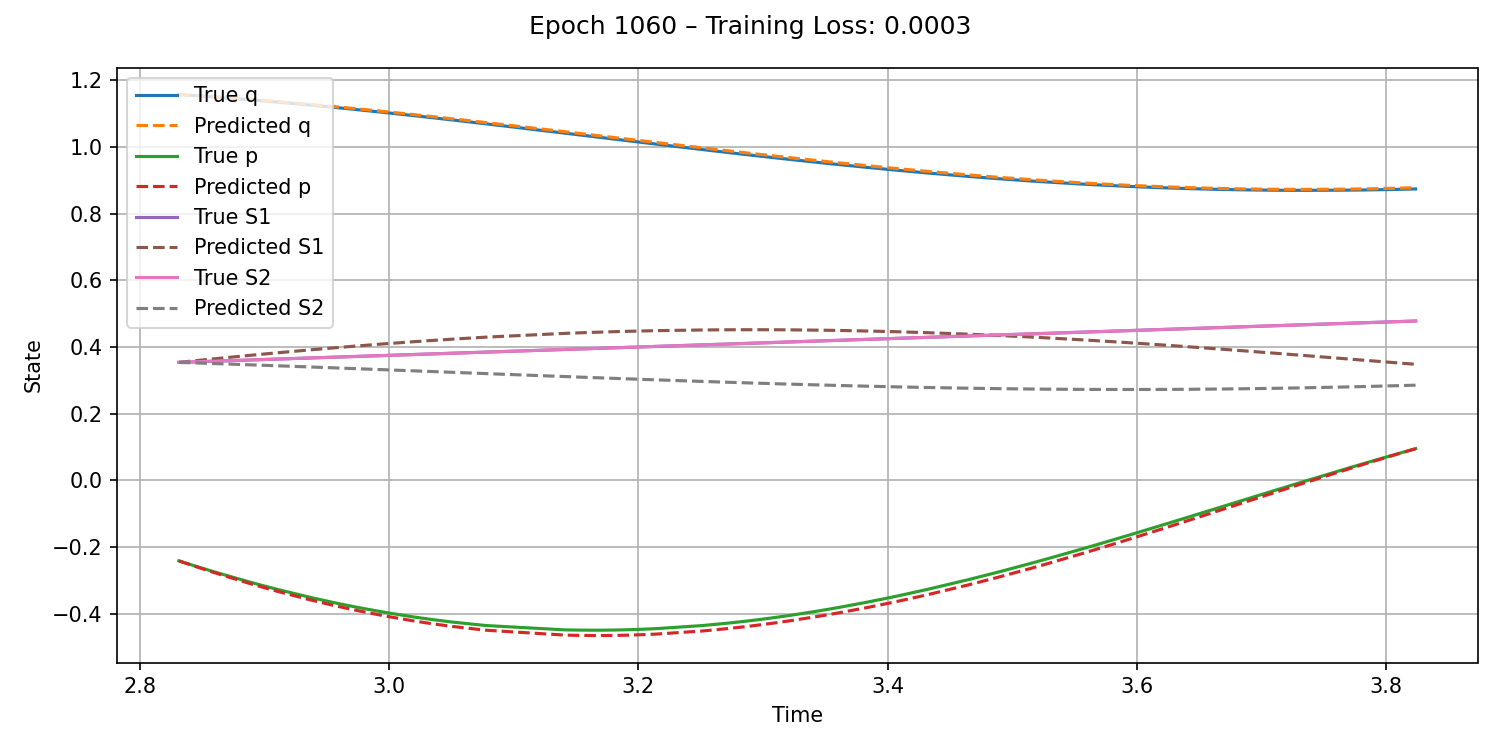 Epoch 1060 – Training Loss: 0.0003
1.2
1.0
0.8
0.6
0.4
0.2
0.0
−0.2
−0.4
State
True q
Predicted q
True p
Predicted p
True S1
Predicted S1
True S2
Predicted S2
2.8 3.0 3.2 3.4 3.6 3.8
Time